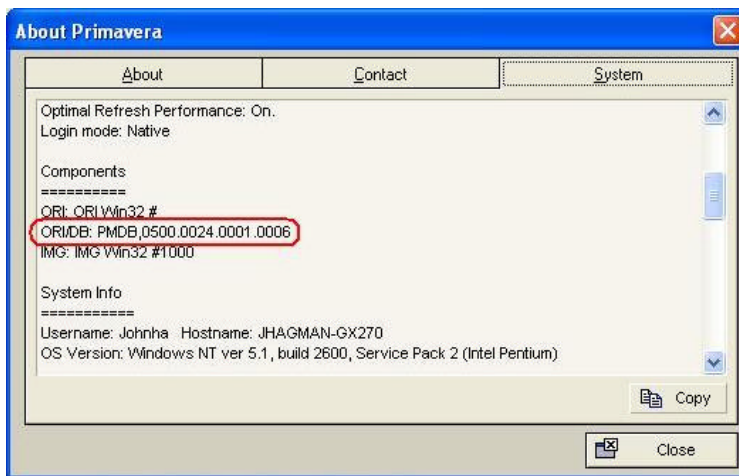 About Primavera
About
Contact
System
Optimal Refresh Performance: On.
Login mode: Native
Components
==========
ORI: ORI Win32 #
ORI/DB: PMDB,0500.0024.0001.0006
IMG: IMG Win32 #1000
System Info
===========
Username: Johnha Hostname: JHAGMAN-GX270
OS Version: Windows NT ver 5.1, build 2600, Service Pack 2 (Intel Pentium)
Copy
Close